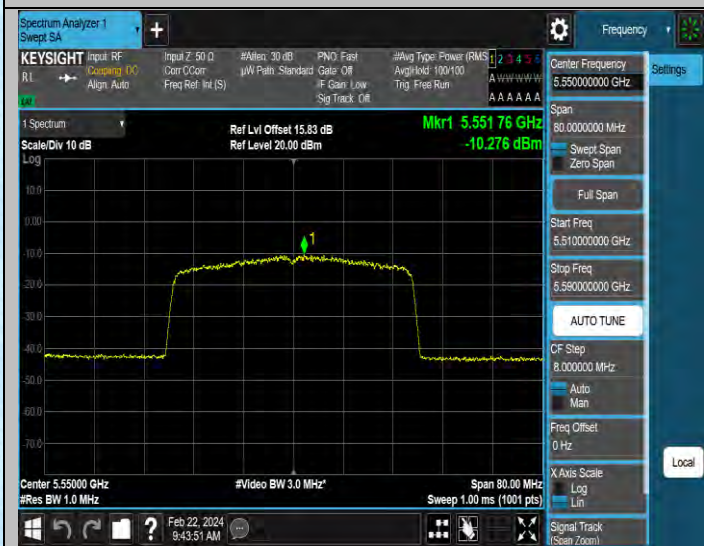 Spectrum Analyzer 1
Swept SA
+
Frequency
KEYSIGHT
RL
Input: RF
Coupling: DC
Align: Auto
Input Z: 50 Ω
Corr CCorr
Freq Ref: Int (S)
#Atten: 30 dB
µW Path: Standard
PNO: Fast
Gate: Off
IF Gain: Low
Sig Track: Off
#Avg Type: Power (RMS
Avg|Hold: 100/100
Trig: Free Run
1 2 3 4 5 6
A W W W W W
A A A A A A
1 Spectrum
Scale/Div 10 dB
Log
Ref Lvl Offset 15.83 dB
Ref Level 20.00 dBm
Mkr1 5.551 76 GHz
-10.276 dBm
10.0
0.00
-10.0
-20.0
-30.0
-40.0
-50.0
-60.0
-70.0
1
Center 5.55000 GHz
#Res BW 1.0 MHz
#Video BW 3.0 MHz*
Span 80.00 MHz
Sweep 1.00 ms (1001 pts)
Center Frequency
5.550000000 GHz
Settings
Span
80.0000000 MHz
Swept Span
Zero Span
Full Span
Start Freq
5.510000000 GHz
Stop Freq
5.590000000 GHz
AUTO TUNE
CF Step
8.000000 MHz
Auto
Man
Freq Offset
0 Hz
X Axis Scale
Log
Lin
Local
Signal Track
(Span Zoom)
?
Feb 22, 2024
9:43:51 AM